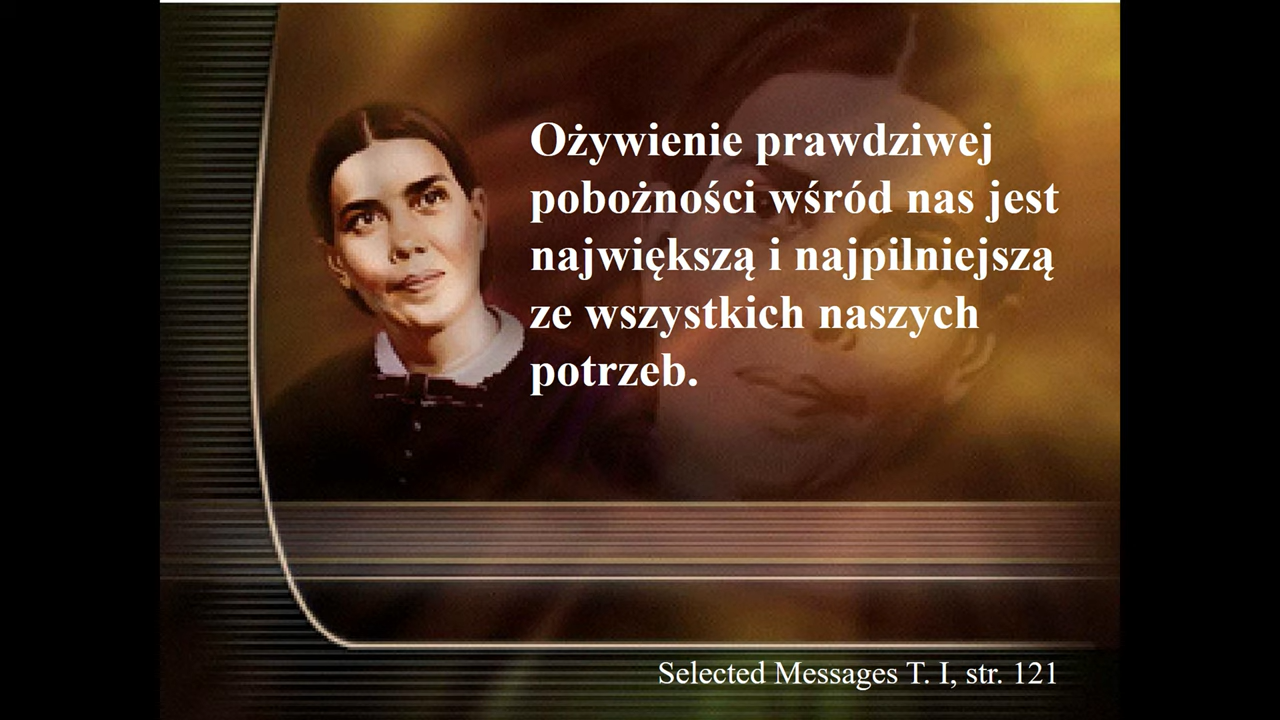 Ożywienie prawdziwej
pobożności wśród nas jest
największą i najpilniejszą
ze wszystkich naszych
potrzeb.
Selected Messages T. I, str. 121